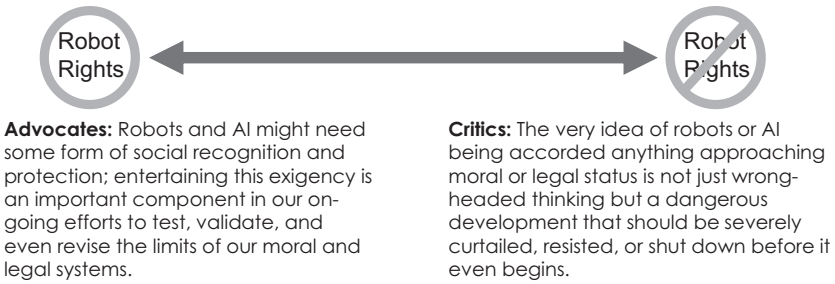 Robot
Rights
Robot
Rights
Advocates: Robots and AI might need
some form of social recognition and
protection; entertaining this exigency is
an important component in our on-
going efforts to test, validate, and
even revise the limits of our moral and
legal systems.
Critics: The very idea of robots or AI
being accorded anything approaching
moral or legal status is not just wrong-
headed thinking but a dangerous
development that should be severely
curtailed, resisted, or shut down before it
even begins.